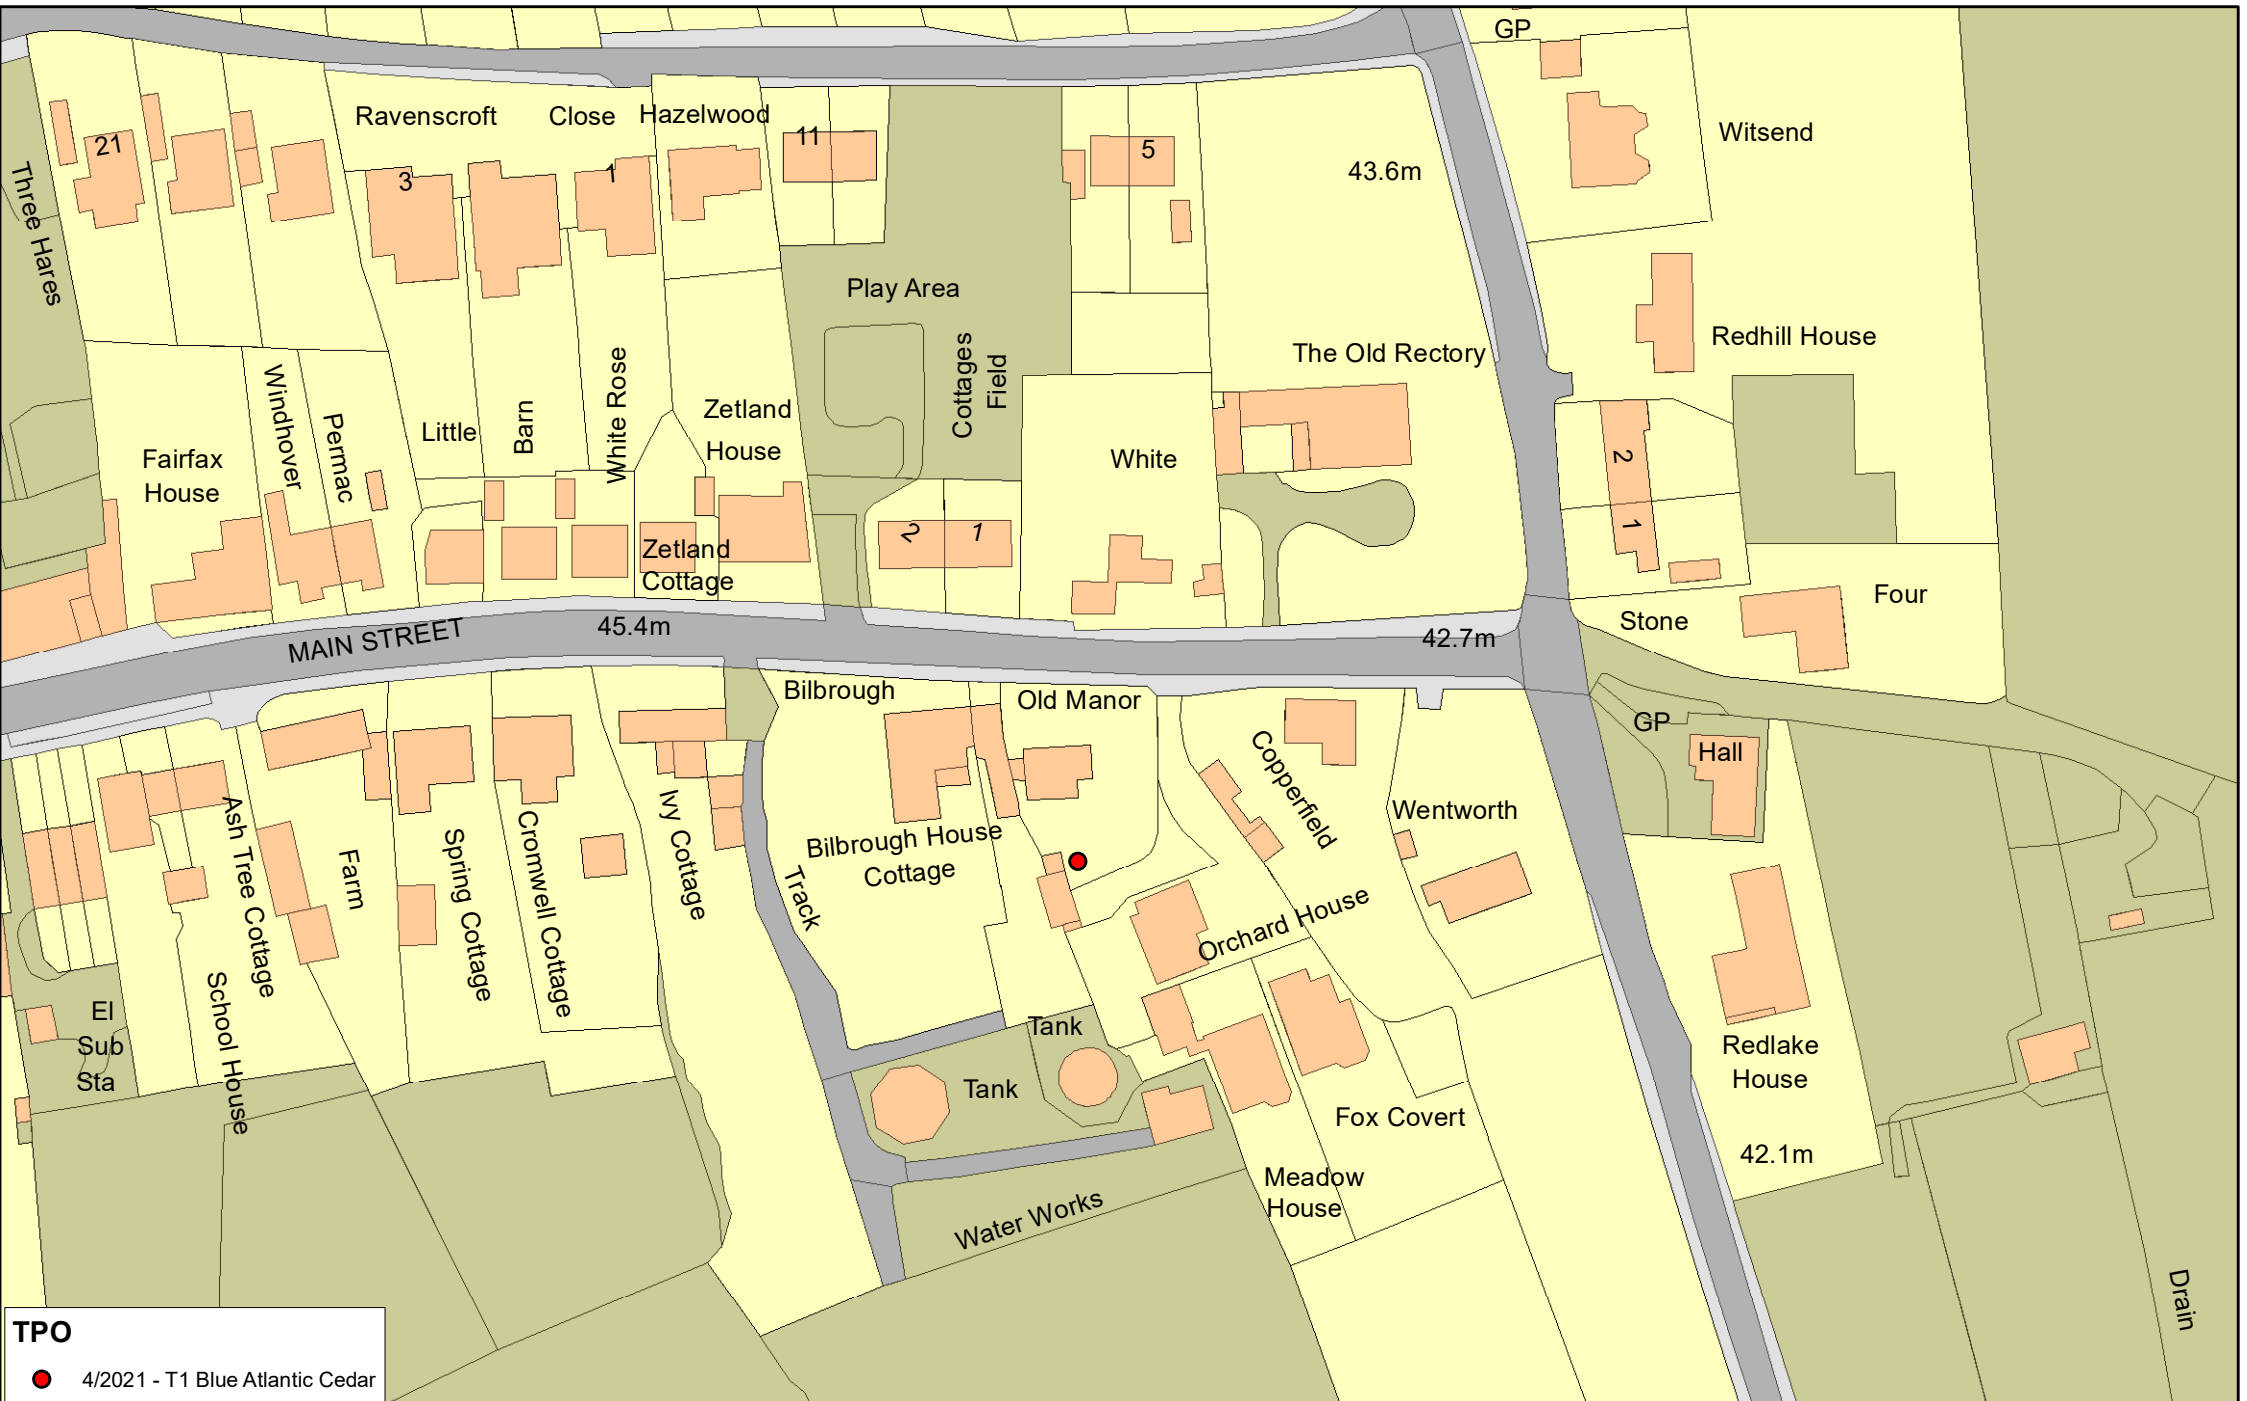 GP
Ravenscroft Close
Hazelwood
11
5
Witsend
21
3
1
43.6m
Three Hares
Play Area
Cottages
Field
The Old Rectory
Redhill House
Windhover
Permac
Little
Barn
White Rose
Zetland
House
White
Fairfax
House
2
1
2
1
Zetland
Cottage
Four
Stone
MAIN STREET
45.4m
42.7m
Bilbrough
Old Manor
GP
Hall
Copperfield
Wentworth
Ash Tree Cottage
Farm
Spring Cottage
Cromwell Cottage
Ivy Cottage
Track
Bilbrough House
Cottage
Orchard House
School House
El
Sub
Sta
Tank
Tank
Redlake
House
Fox Covert
42.1m
Meadow
House
Water Works
Drain
TPO
4/2021 - T1 Blue Atlantic Cedar